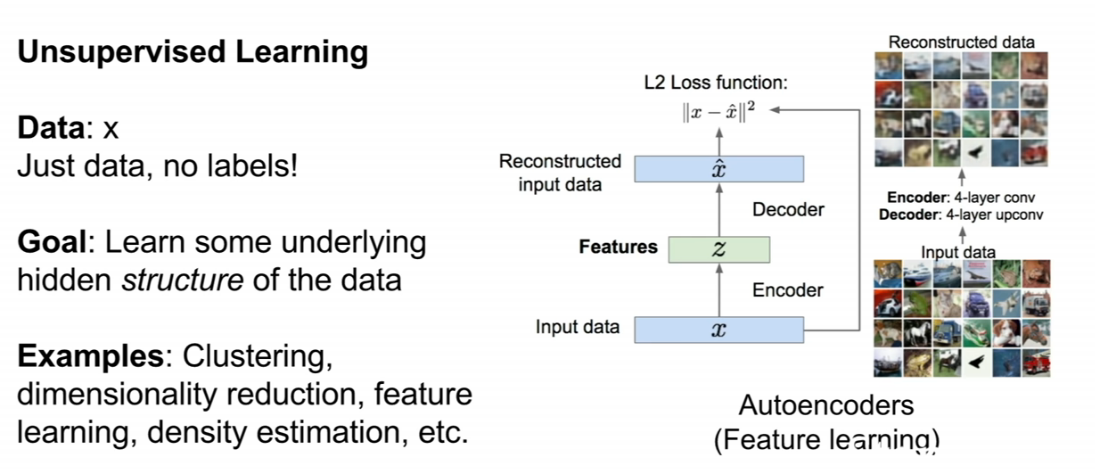 Unsupervised Learning
Data: x
Just data, no labels!
Goal: Learn some underlying
hidden structure of the data
Examples: Clustering,
dimensionality reduction, feature
learning, density estimation, etc.
L2 Loss function:
‖x − x̂‖²
Reconstructed
input data
x̂
Decoder
Features
z
Encoder
Input data
x
Reconstructed data
Encoder: 4-layer conv
Decoder: 4-layer upconv
Input data
Autoencoders
(Feature learning)